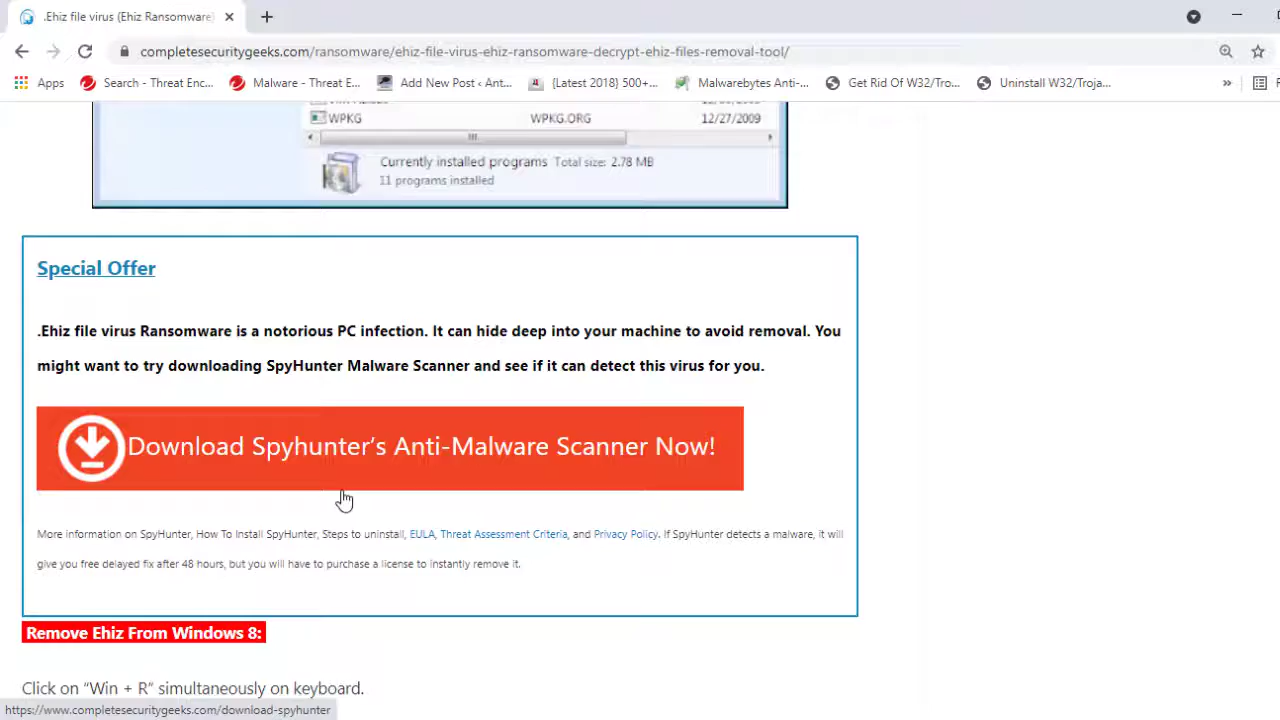 .Ehiz file virus (Ehiz Ransomware)
completesecuritygeeks.com/ransomware/ehiz-file-virus-ehiz-ransomware-decrypt-ehiz-files-removal-tool/
Apps Search - Threat Enc... Malware - Threat E... Add New Post ‹ Ant... {Latest 2018} 500+... Malwarebytes Anti-... Get Rid Of W32/Tro... Uninstall W32/Troja... »
WPKG WPKG.ORG 12/27/2009
Currently installed programs Total size: 2.78 MB
11 programs installed
Special Offer
.Ehiz file virus Ransomware is a notorious PC infection. It can hide deep into your machine to avoid removal. You
might want to try downloading SpyHunter Malware Scanner and see if it can detect this virus for you.
Download Spyhunter's Anti-Malware Scanner Now!
More information on SpyHunter, How To Install SpyHunter, Steps to uninstall, EULA, Threat Assessment Criteria, and Privacy Policy. If SpyHunter detects a malware, it will
give you free delayed fix after 48 hours, but you will have to purchase a license to instantly remove it.
Remove Ehiz From Windows 8:
Click on “Win + R” simultaneously on keyboard.
https://www.completesecuritygeeks.com/download-spyhunter